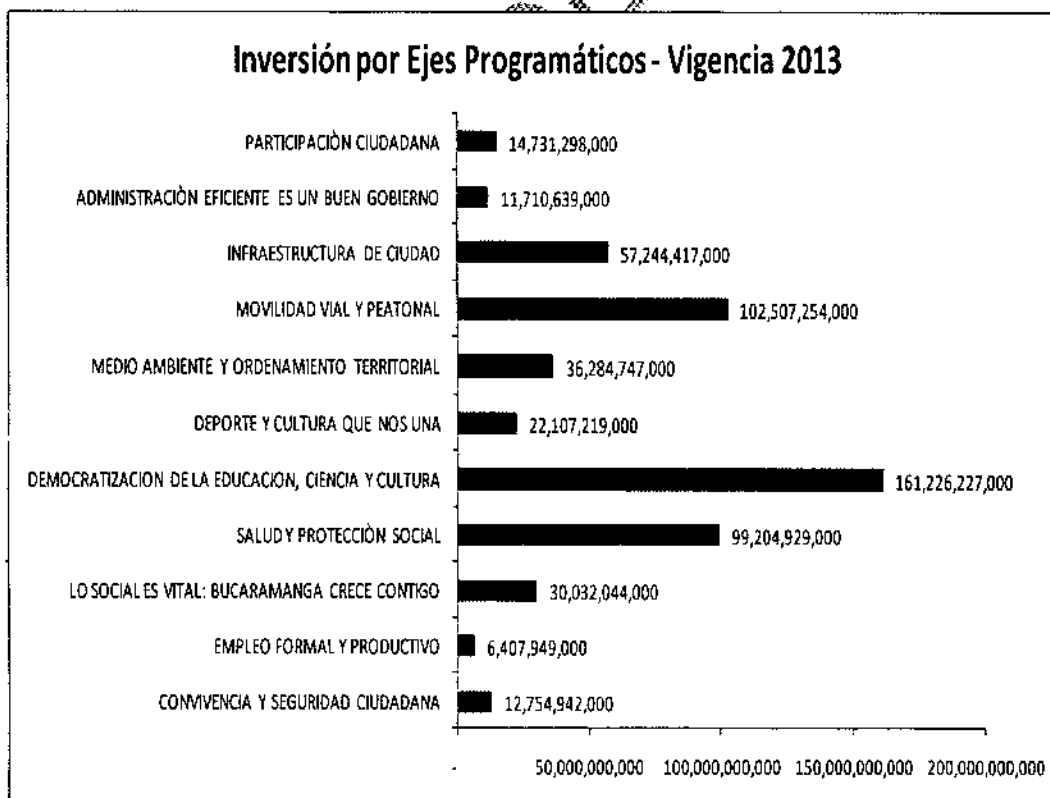 Inversión por Ejes Programáticos - Vigencia 2013
PARTICIPACIÒN CIUDADANA 14,731,298,000
ADMINISTRACIÒN EFICIENTE ES UN BUEN GOBIERNO 11,710,639,000
INFRAESTRUCTURA DE CIUDAD 57,244,417,000
MOVILIDAD VIAL Y PEATONAL 102,507,254,000
MEDIO AMBIENTE Y ORDENAMIENTO TERRITORIAL 36,284,747,000
DEPORTE Y CULTURA QUE NOS UNA 22,107,219,000
DEMOCRATIZACION DE LA EDUCACION, CIENCIA Y CULTURA 161,226,227,000
SALUD Y PROTECCIÒN SOCIAL 99,204,929,000
LO SOCIAL ES VITAL: BUCARAMANGA CRECE CONTIGO 30,032,044,000
EMPLEO FORMAL Y PRODUCTIVO 6,407,949,000
CONVIVENCIA Y SEGURIDAD CIUDADANA 12,754,942,000
- 50,000,000,000 100,000,000,000 150,000,000,000 200,000,000,000